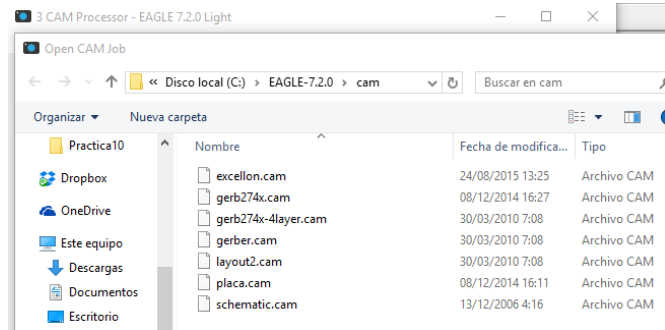 3 CAM Processor - EAGLE 7.2.0 Light
Open CAM Job
« Disco local (C:) > EAGLE-7.2.0 > cam Buscar en cam
Organizar Nueva carpeta
Practica10 Nombre Fecha de modifica... Tipo
Dropbox excellon.cam 24/08/2015 13:25 Archivo CAM
gerb274x.cam 08/12/2014 16:27 Archivo CAM
OneDrive gerb274x-4layer.cam 30/03/2010 7:08 Archivo CAM
Este equipo gerber.cam 30/03/2010 7:08 Archivo CAM
Descargas layout2.cam 30/03/2010 7:08 Archivo CAM
Documentos placa.cam 08/12/2014 16:11 Archivo CAM
Escritorio schematic.cam 13/12/2006 4:16 Archivo CAM